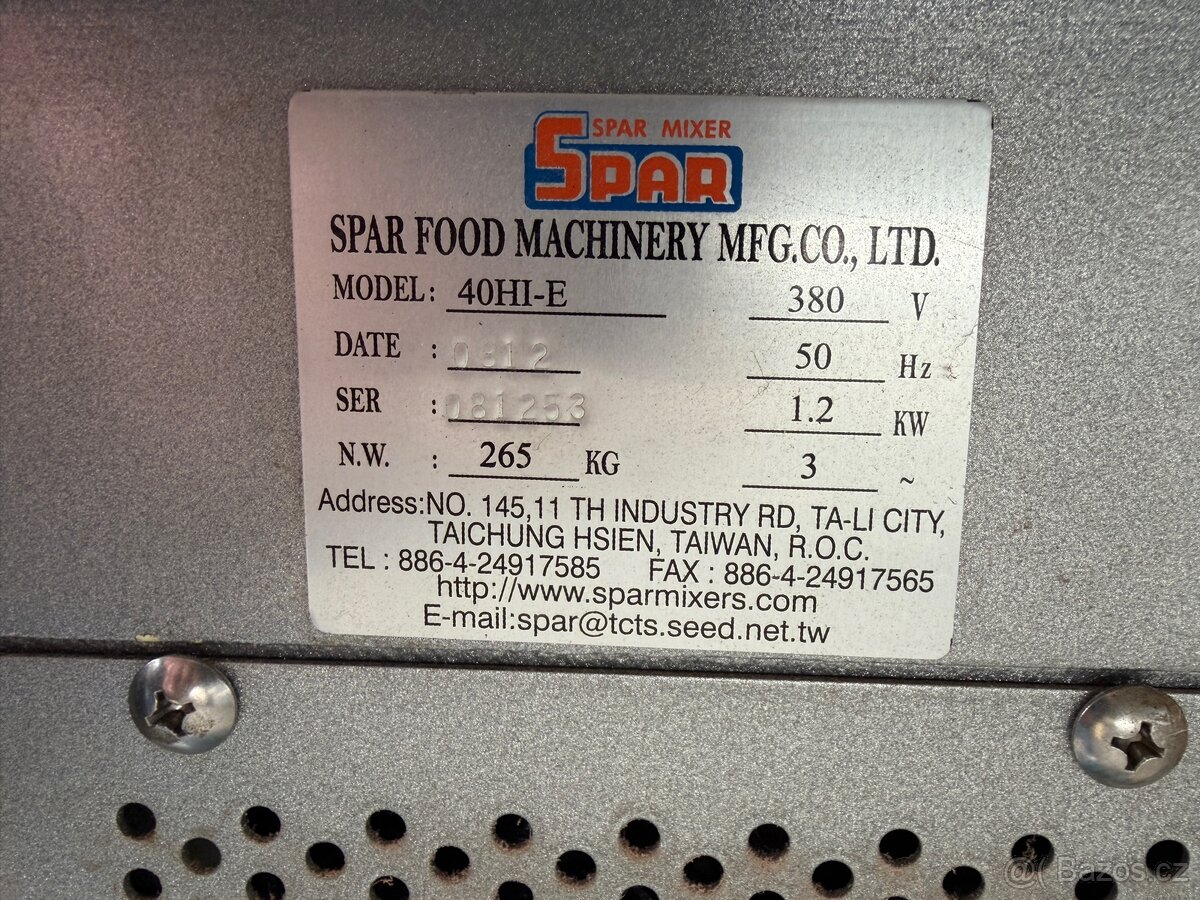 SPAR MIXER
SPAR
SPAR FOOD MACHINERY MFG.CO., LTD.
MODEL: 40HI-E 380 V
DATE : 0812 50 Hz
SER : 081253 1.2 KW
N.W. : 265 KG 3 ~
Address:NO. 145,11 TH INDUSTRY RD, TA-LI CITY,
TAICHUNG HSIEN, TAIWAN, R.O.C.
TEL : 886-4-24917585 FAX : 886-4-24917565
http://www.sparmixers.com
E-mail:spar@tcts.seed.net.tw
Bazos.cz